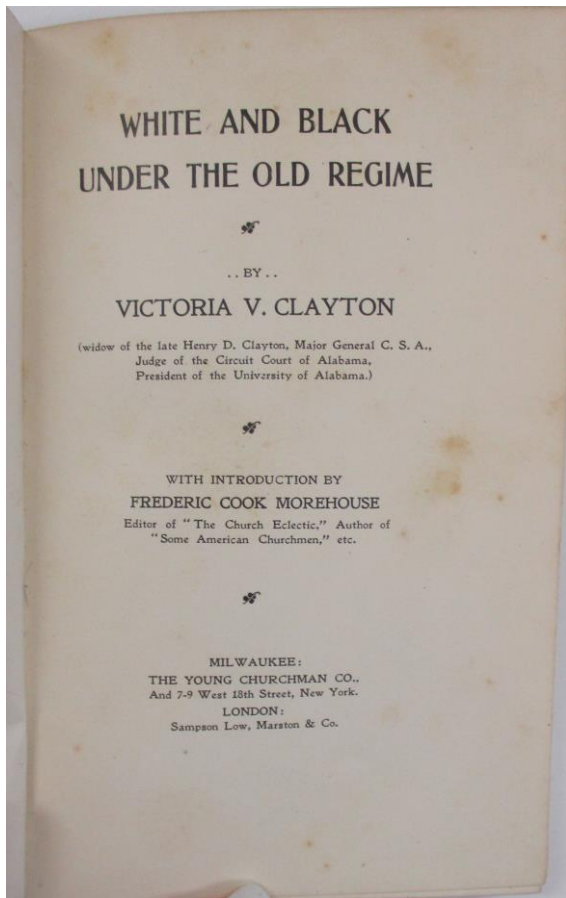 WHITE AND BLACK
UNDER THE OLD REGIME
..BY..
VICTORIA V. CLAYTON
(widow of the late Henry D. Clayton, Major General C. S. A.,
Judge of the Circuit Court of Alabama,
President of the University of Alabama.)
WITH INTRODUCTION BY
FREDERIC COOK MOREHOUSE
Editor of "The Church Eclectic," Author of
"Some American Churchmen," etc.
MILWAUKEE:
THE YOUNG CHURCHMAN CO.,
And 7-9 West 18th Street, New York.
LONDON:
Sampson Low, Marston & Co.